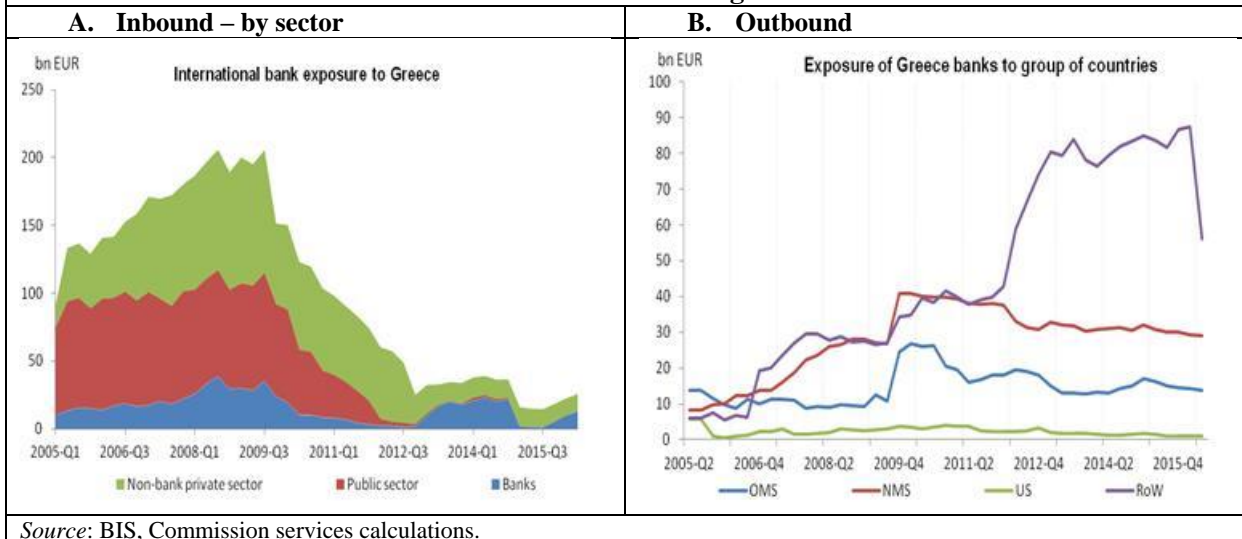 A. Inbound – by sector
B. Outbound
bn EUR
International bank exposure to Greece
250
200
150
100
50
0
2005-Q1 2006-Q3 2008-Q1 2009-Q3 2011-Q1 2012-Q3 2014-Q1 2015-Q3
Non-bank private sector Public sector Banks
bn EUR
Exposure of Greece banks to group of countries
100
90
80
70
60
50
40
30
20
10
0
2005-Q2 2006-Q4 2008-Q2 2009-Q4 2011-Q2 2012-Q4 2014-Q2 2015-Q4
OMS NMS US RoW
Source: BIS, Commission services calculations.